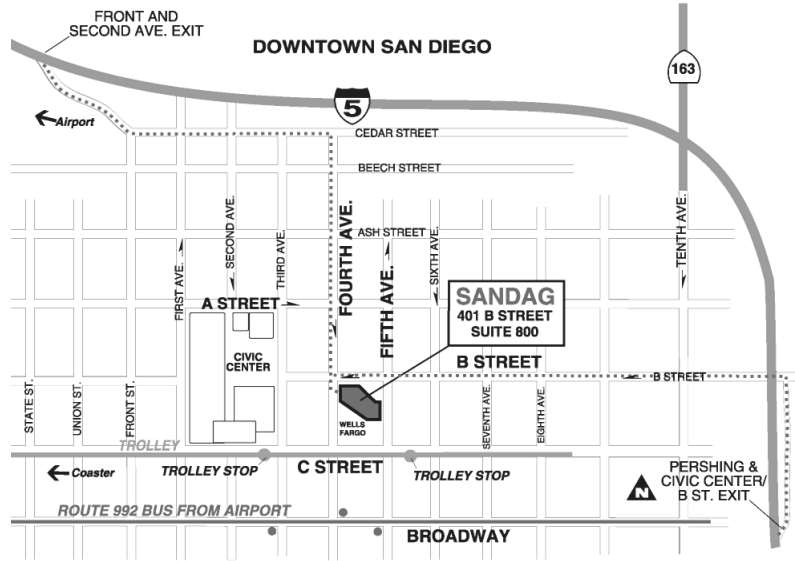 FRONT AND
SECOND AVE. EXIT
DOWNTOWN SAN DIEGO
163
5
Airport
CEDAR STREET
BEECH STREET
ASH STREET
FIRST AVE.
SECOND AVE.
THIRD AVE.
FOURTH AVE.
FIFTH AVE.
SIXTH AVE.
TENTH AVE.
A STREET
SANDAG
401 B STREET
SUITE 800
CIVIC
CENTER
B STREET
B STREET
STATE ST.
UNION ST.
FRONT ST.
WELLS
FARGO
SEVENTH AVE.
EIGHTH AVE.
TROLLEY
TROLLEY STOP
C STREET
TROLLEY STOP
Coaster
PERSHING &
CIVIC CENTER/
B ST. EXIT
N
ROUTE 992 BUS FROM AIRPORT
BROADWAY